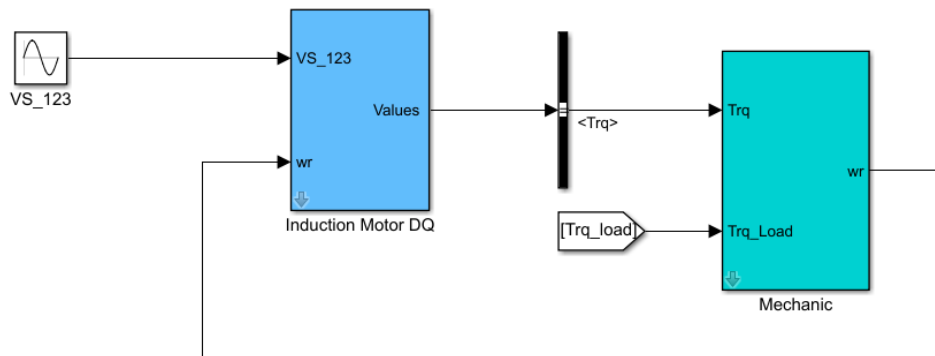 VS_123
VS_123
wr
Values
Induction Motor DQ
<Trq>
[Trq_load]
Trq
Trq_Load
wr
Mechanic